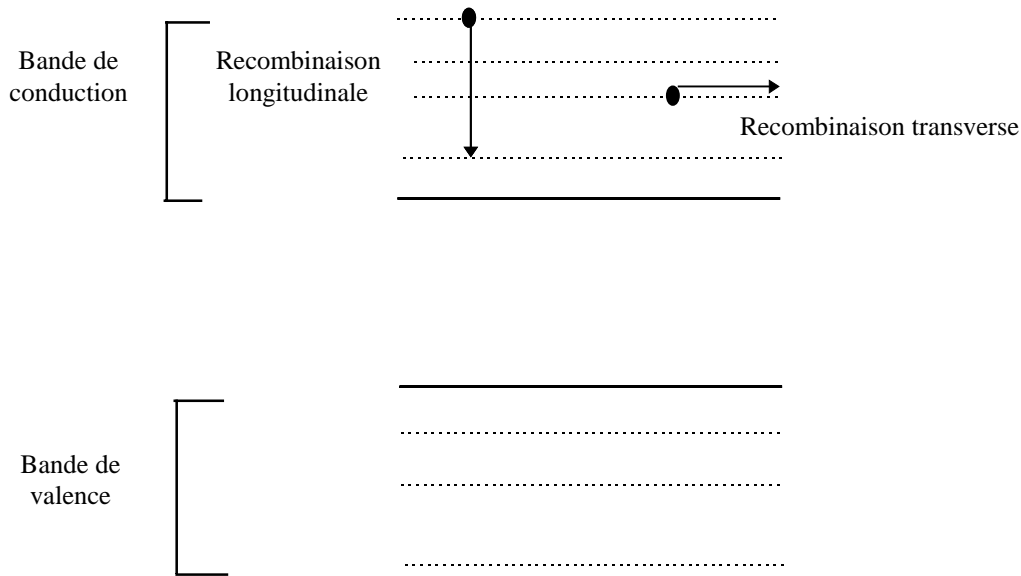 Bande de
conduction
Recombinaison
longitudinale
Recombinaison transverse
Bande de
valence